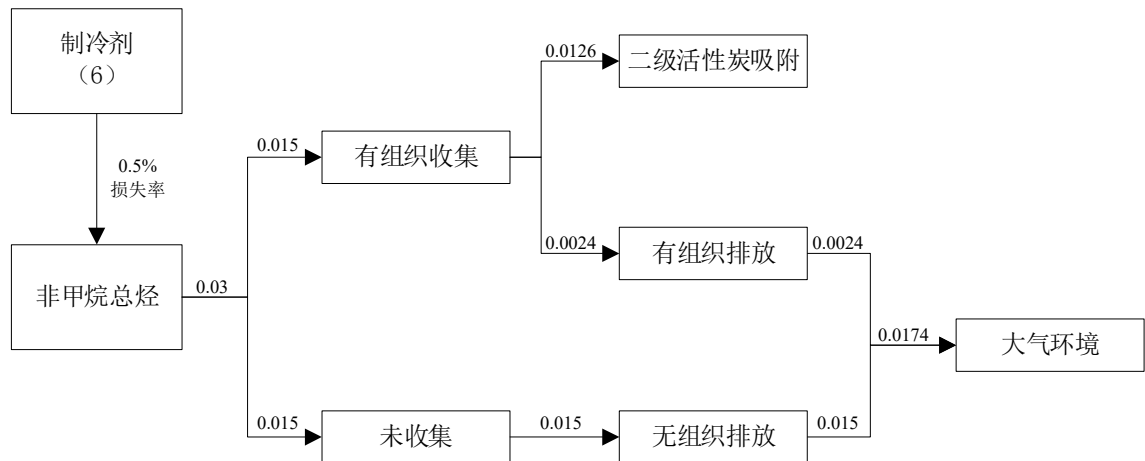 制冷剂
（6）
0.5%
损失率
非甲烷总烃
0.03
0.015
有组织收集
0.0126
二级活性炭吸附
0.0024
有组织排放
0.0024
0.015
未收集
0.015
无组织排放
0.015
0.0174
大气环境